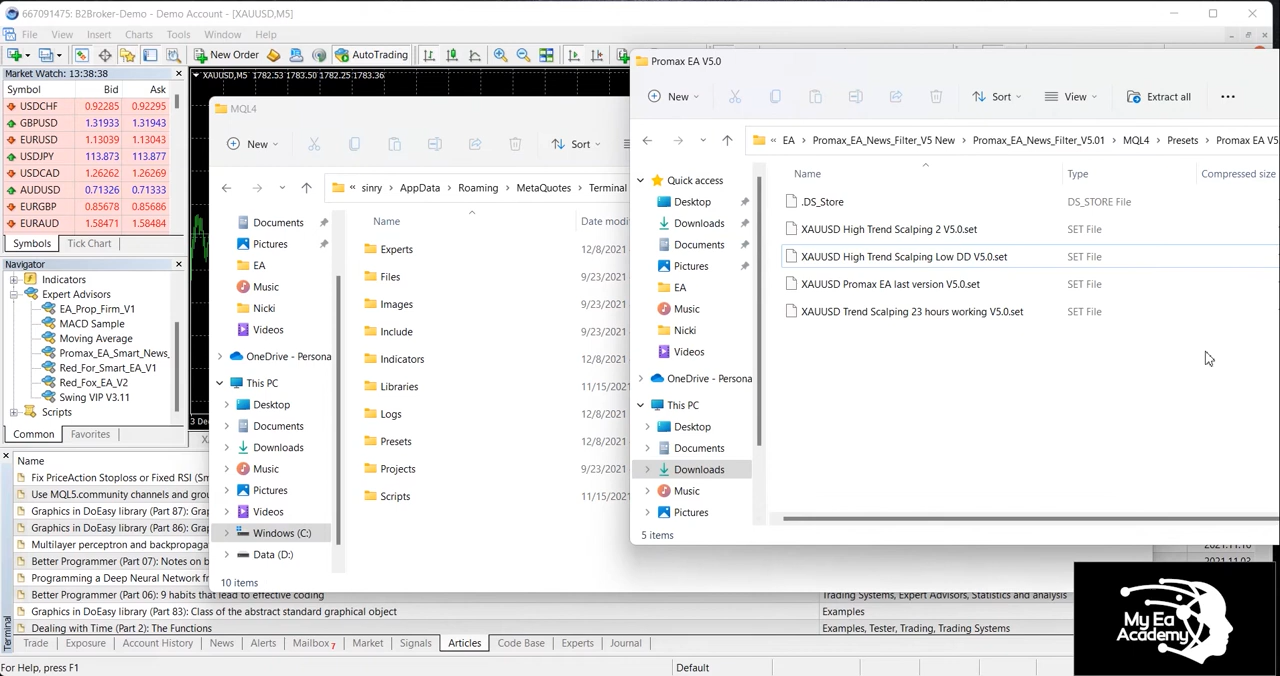 667091475: B2Broker-Demo - Demo Account - [XAUUSD,M5]
File View Insert Charts Tools Window Help
New Order AutoTrading
Market Watch: 13:38:38
Symbol Bid Ask
USDCHF 0.92285 0.92295
GBPUSD 1.31933 1.31943
EURUSD 1.13039 1.13043
USDJPY 113.873 113.877
USDCAD 1.26262 1.26269
AUDUSD 0.71326 0.71333
EURGBP 0.85678 0.85686
EURAUD 1.58471 1.58484
Symbols Tick Chart
Navigator
Indicators
Expert Advisors
EA_Prop_Firm_V1
MACD Sample
Moving Average
Promax_EA_Smart_News_
Red_For_Smart_EA_V1
Red_Fox_EA_V2
Swing VIP V3.11
Scripts
Common Favorites
XAUUSD,M5 1782.53 1783.50 1782.25 1783.36
3 Dec
MQL4
New Sort
sinry AppData Roaming MetaQuotes Terminal
Documents
Pictures
EA
Music
Nicki
Videos
OneDrive - Persona
This PC
Desktop
Documents
Downloads
Music
Pictures
Videos
Windows (C:)
Data (D:)
Name Date modi
Experts 12/8/2021
Files 9/23/2021
Images 9/23/2021
Include 9/23/2021
Indicators 12/8/2021
Libraries 11/15/2021
Logs 12/8/2021
Presets 12/8/2021
Projects 9/23/2021
Scripts 11/15/2021
10 items
Promax EA V5.0
New Sort View Extract all
« EA Promax_EA_News_Filter_V5 New Promax_EA_News_Filter_V5.01 MQL4 Presets Promax EA V5
Quick access
Desktop
Downloads
Documents
Pictures
EA
Music
Nicki
Videos
OneDrive - Persona
This PC
Desktop
Documents
Downloads
Music
Pictures
Name Type Compressed size
.DS_Store DS_STORE File
XAUUSD High Trend Scalping 2 V5.0.set SET File
XAUUSD High Trend Scalping Low DD V5.0.set SET File
XAUUSD Promax EA last version V5.0.set SET File
XAUUSD Trend Scalping 23 hours working V5.0.set SET File
5 items
Name
Fix PriceAction Stoploss or Fixed RSI (Sm
Use MQL5.community channels and grou
Graphics in DoEasy library (Part 87): Grap
Graphics in DoEasy library (Part 86): Grap
Multilayer perceptron and backpropaga
Better Programmer (Part 07): Notes on b
Programming a Deep Neural Network fr
Better Programmer (Part 06): 9 habits that lead to effective coding Trading Systems, Expert Advisors, Statistics and analysis
Graphics in DoEasy library (Part 83): Class of the abstract standard graphical object Examples
Dealing with Time (Part 2): The Functions Examples, Tester, Trading, Trading Systems
Terminal
Trade Exposure Account History News Alerts Mailbox 7 Market Signals Articles Code Base Experts Journal
For Help, press F1 Default
My Ea
Academy